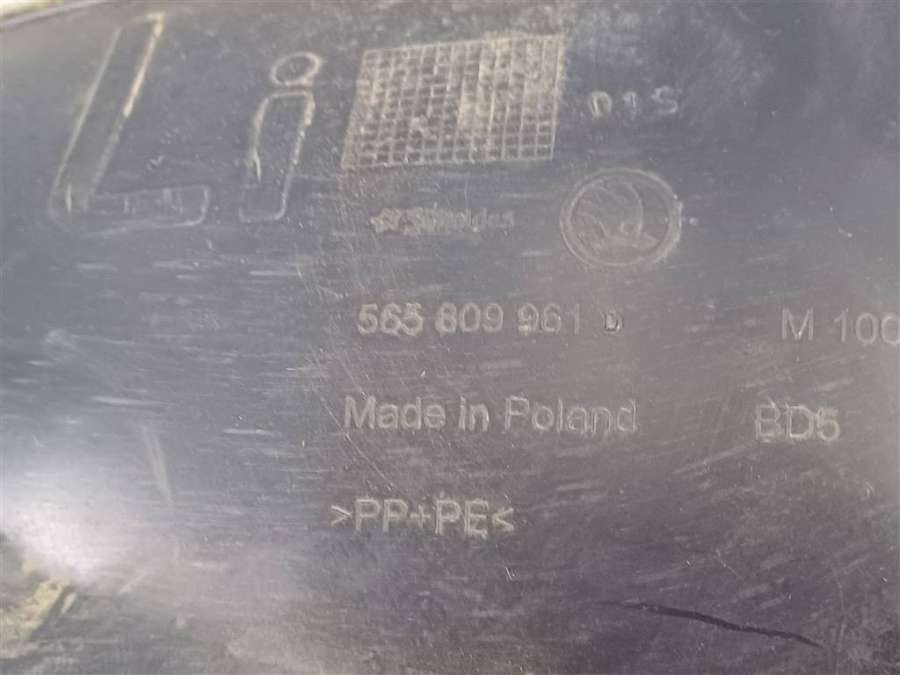 Li
565 809 961 D
M 100
Made in Poland
BD5
>PP+PE<